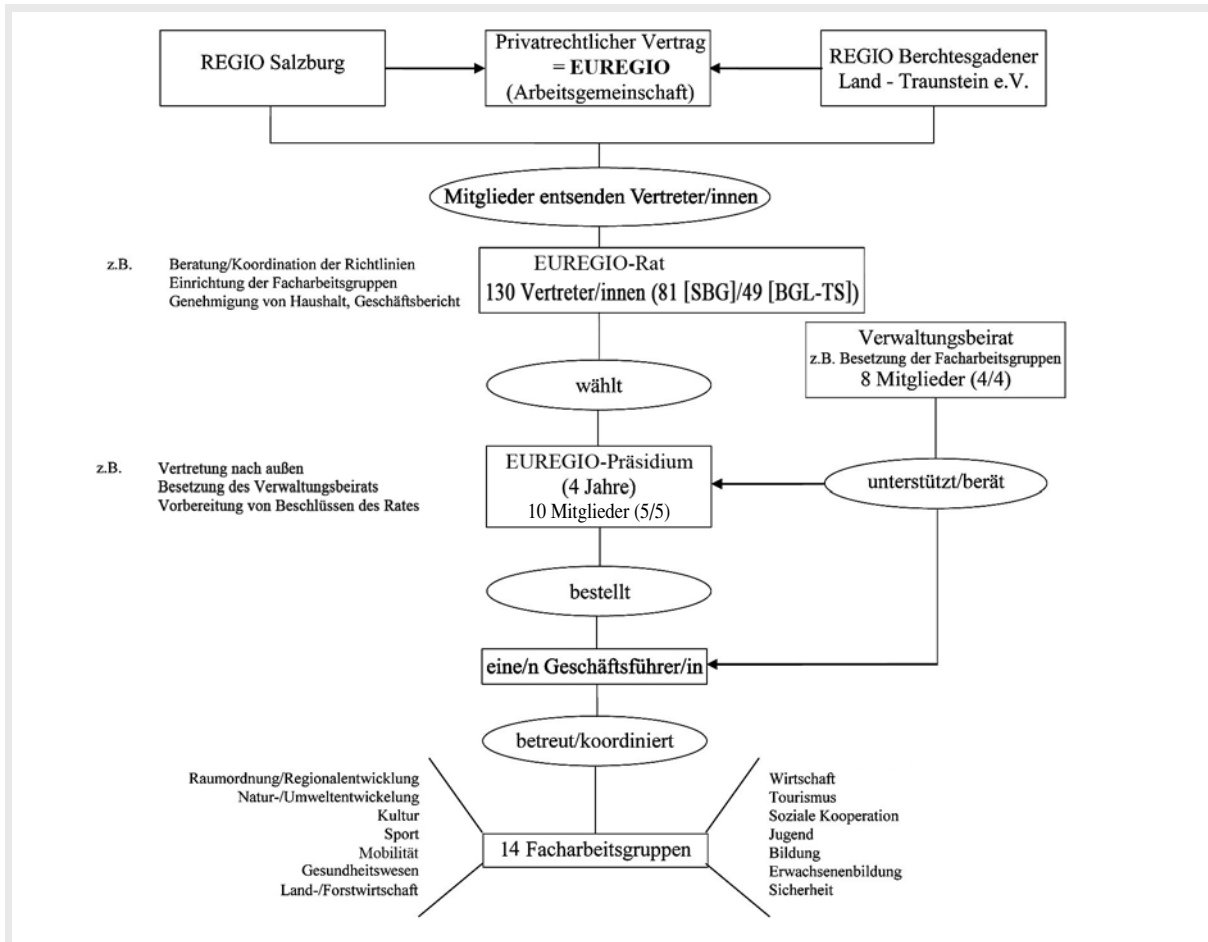 REGIO Salzburg
Privatrechtlicher Vertrag
= EUREGIO
(Arbeitsgemeinschaft)
REGIO Berchtesgadener
Land - Traunstein e.V.
Mitglieder entsenden Vertreter/innen
z.B. Beratung/Koordination der Richtlinien
Einrichtung der Facharbeitsgruppen
Genehmigung von Haushalt, Geschäftsbericht
EUREGIO-Rat
130 Vertreter/innen (81 [SBG]/49 [BGL-TS])
Verwaltungsbeirat
z.B. Besetzung der Facharbeitsgruppen
8 Mitglieder (4/4)
wählt
z.B. Vertretung nach außen
Besetzung des Verwaltungsbeirats
Vorbereitung von Beschlüssen des Rates
EUREGIO-Präsidium
(4 Jahre)
10 Mitglieder (5/5)
unterstützt/berät
bestellt
eine/n Geschäftsführer/in
betreut/koordiniert
Raumordnung/Regionalentwicklung
Natur-/Umweltentwickelung
Kultur
Sport
Mobilität
Gesundheitswesen
Land-/Forstwirtschaft
14 Facharbeitsgruppen
Wirtschaft
Tourismus
Soziale Kooperation
Jugend
Bildung
Erwachsenenbildung
Sicherheit